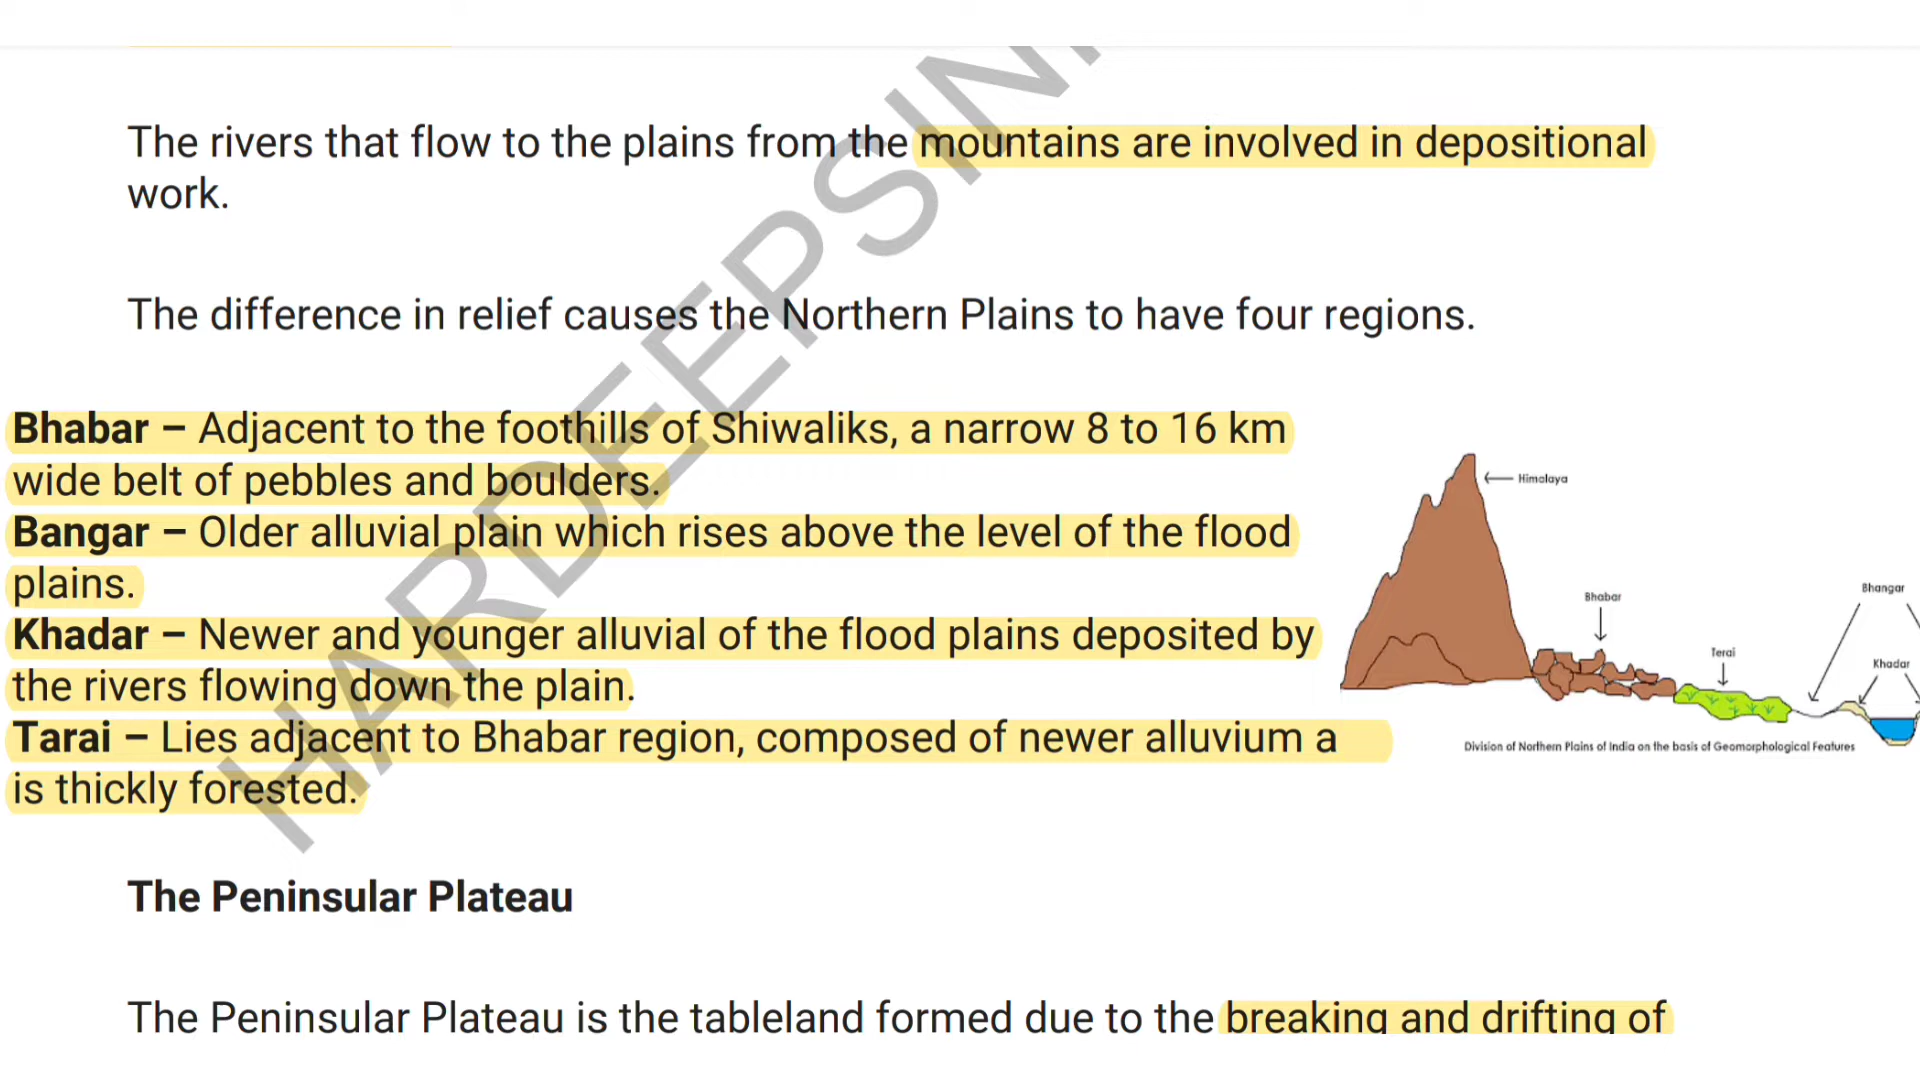 The rivers that flow to the plains from the mountains are involved in depositional
work.
The difference in relief causes the Northern Plains to have four regions.
Bhabar – Adjacent to the foothills of Shiwaliks, a narrow 8 to 16 km
wide belt of pebbles and boulders.
Bangar – Older alluvial plain which rises above the level of the flood
plains.
Khadar – Newer and younger alluvial of the flood plains deposited by
the rivers flowing down the plain.
Tarai – Lies adjacent to Bhabar region, composed of newer alluvium a
is thickly forested.
Himalaya
Bhabar
Terai
Bhangar
Khadar
Division of Northern Plains of India on the basis of Geomorphological Features
The Peninsular Plateau
The Peninsular Plateau is the tableland formed due to the breaking and drifting of
HARDEEPSIN